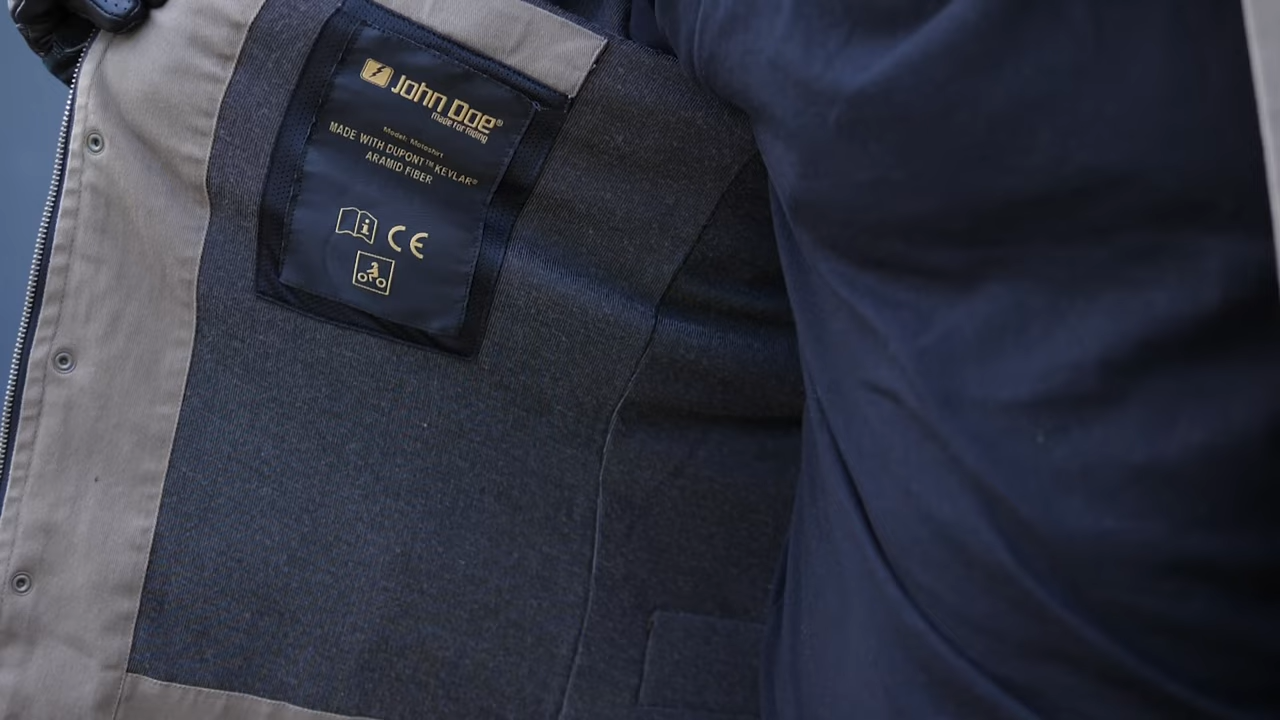 John Doe®
made for Riding
Model: Motoshirt
MADE WITH DUPONT™ KEVLAR®
ARAMID FIBER
i
CE